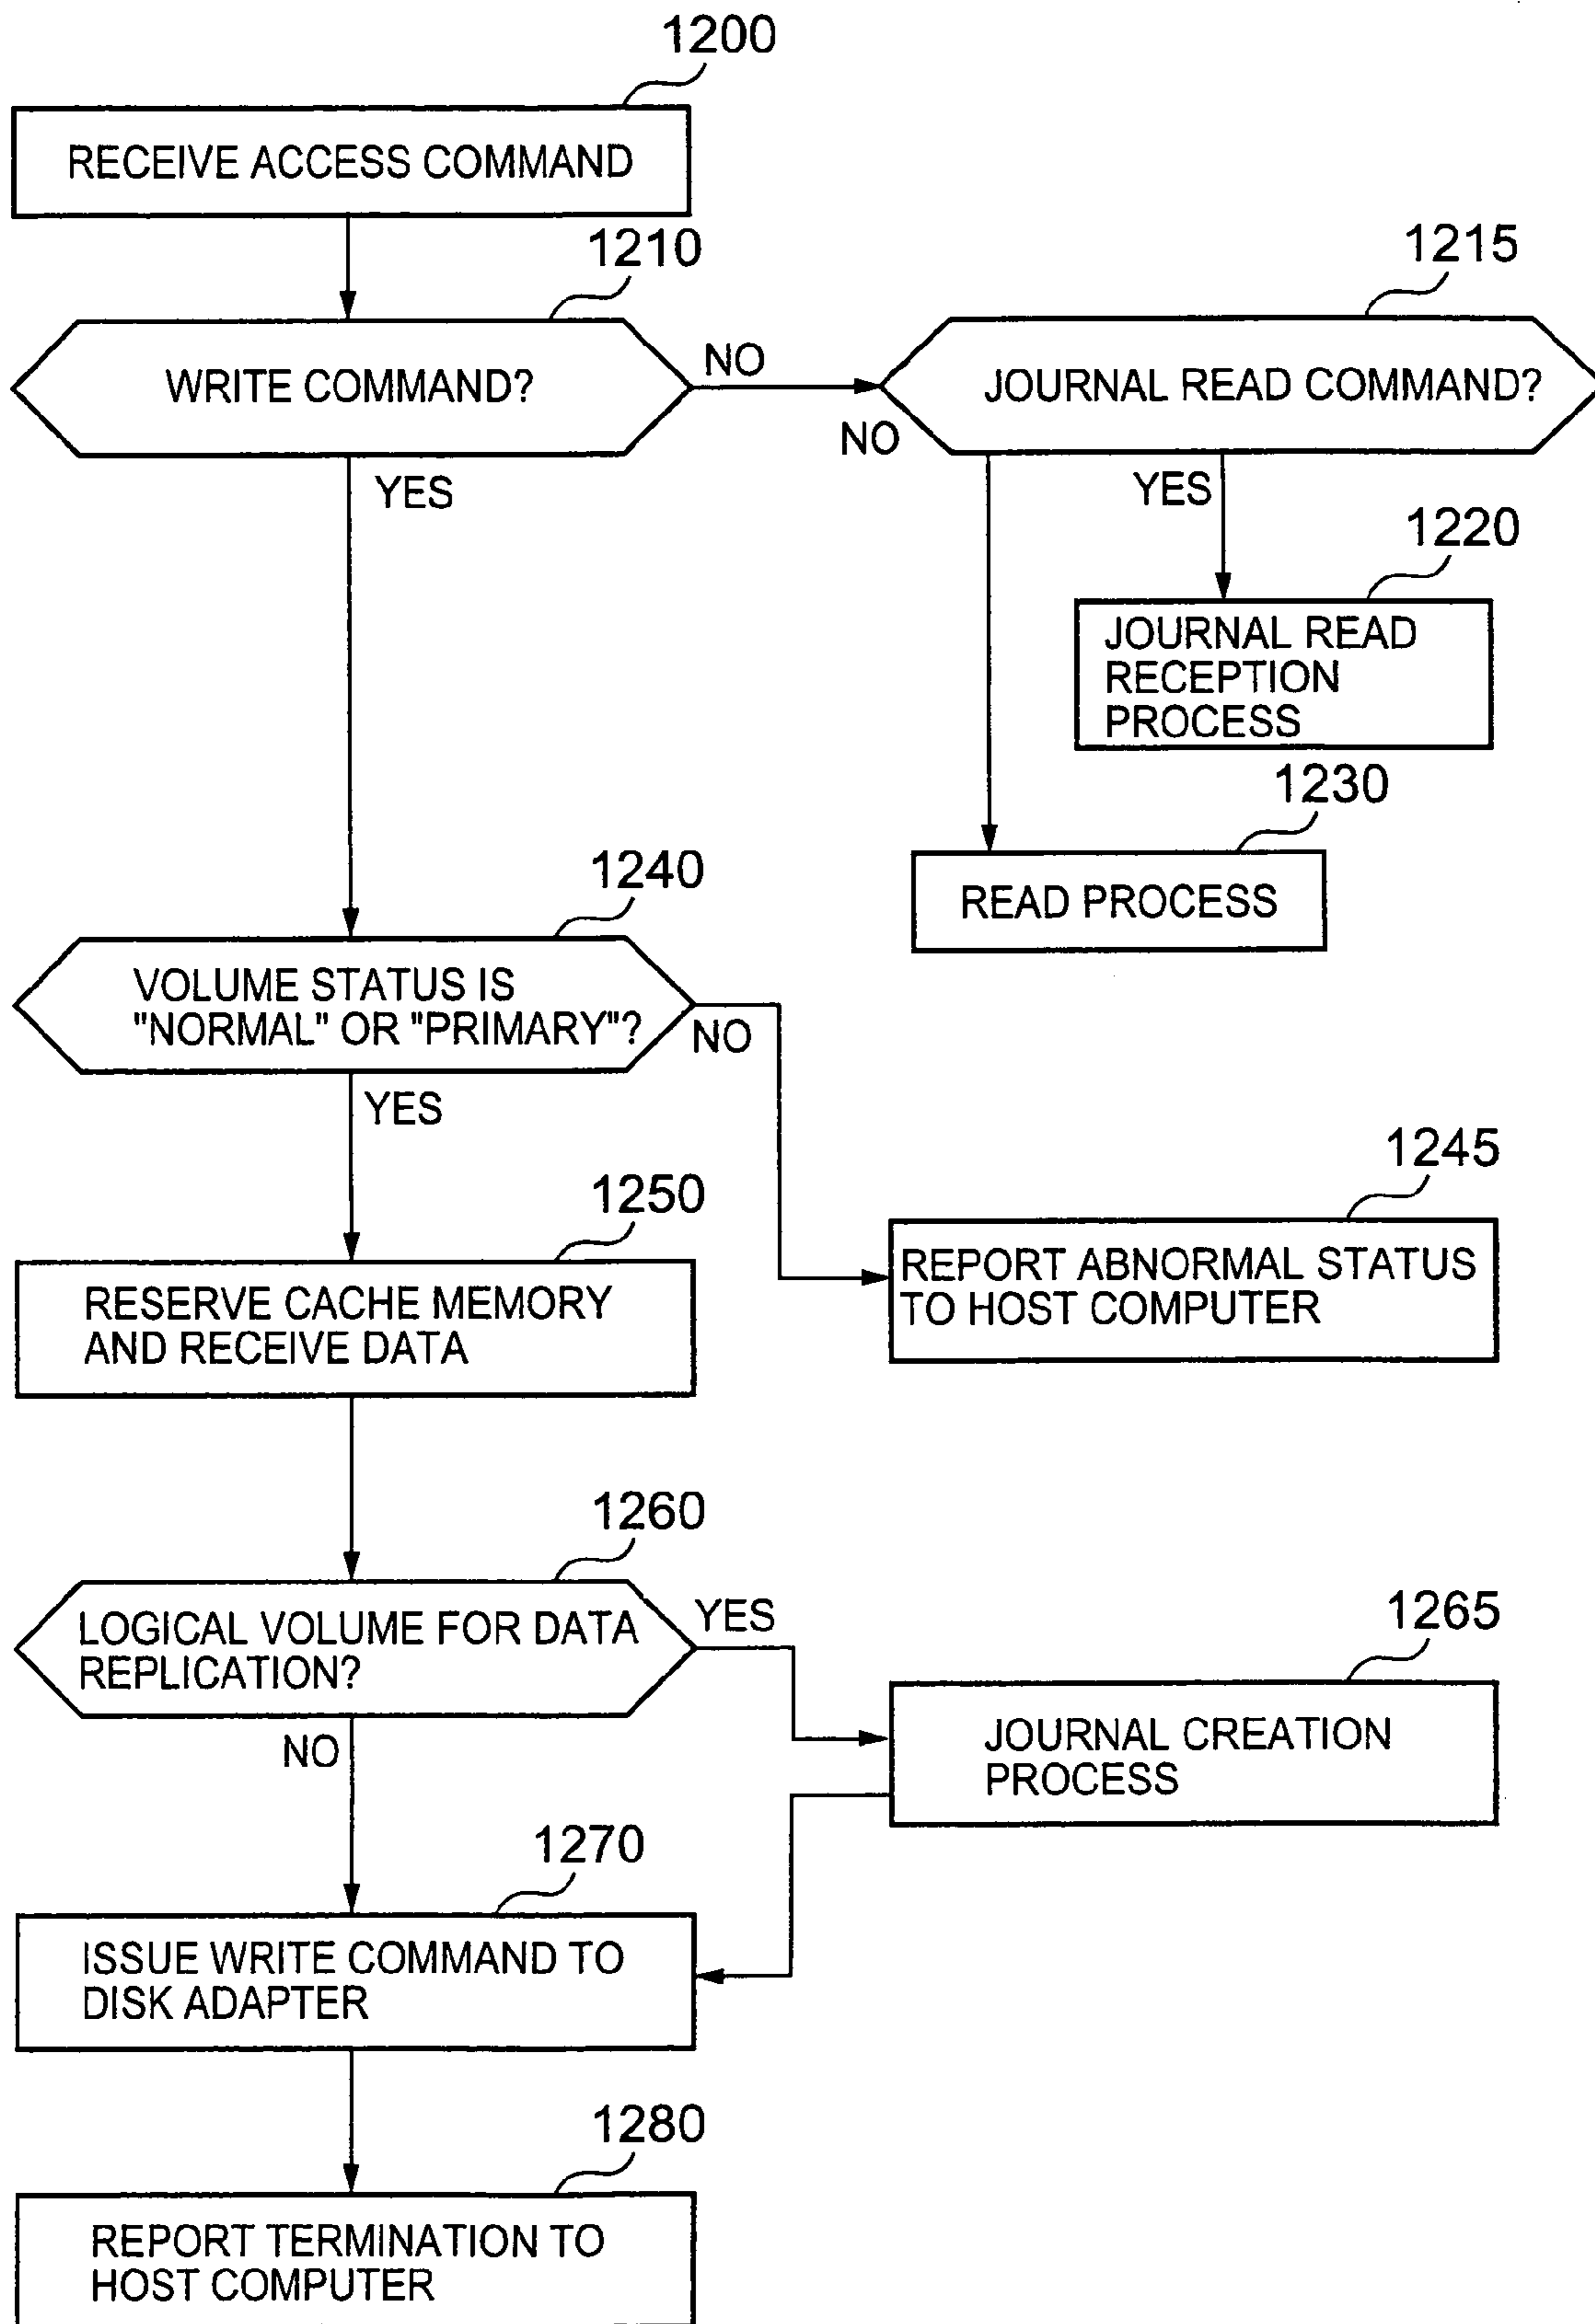 1200
RECEIVE ACCESS COMMAND
1210
1215
WRITE COMMAND?
NO
JOURNAL READ COMMAND?
NO
YES
YES
1220
JOURNAL READ
RECEPTION
PROCESS
1230
READ PROCESS
1240
VOLUME STATUS IS
"NORMAL" OR "PRIMARY"?
NO
YES
1245
REPORT ABNORMAL STATUS
TO HOST COMPUTER
1250
RESERVE CACHE MEMORY
AND RECEIVE DATA
1260
LOGICAL VOLUME FOR DATA
REPLICATION?
YES
NO
1265
JOURNAL CREATION
PROCESS
1270
ISSUE WRITE COMMAND TO
DISK ADAPTER
1280
REPORT TERMINATION TO
HOST COMPUTER